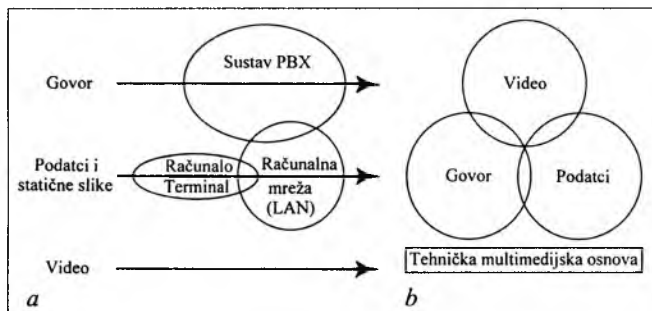 Govor
Sustav PBX
Podatci i
statične slike
Računalo
Terminal
Računalna
mreža
(LAN)
Video
a
Video
Govor
Podatci
Tehnička multimedijska osnova
b